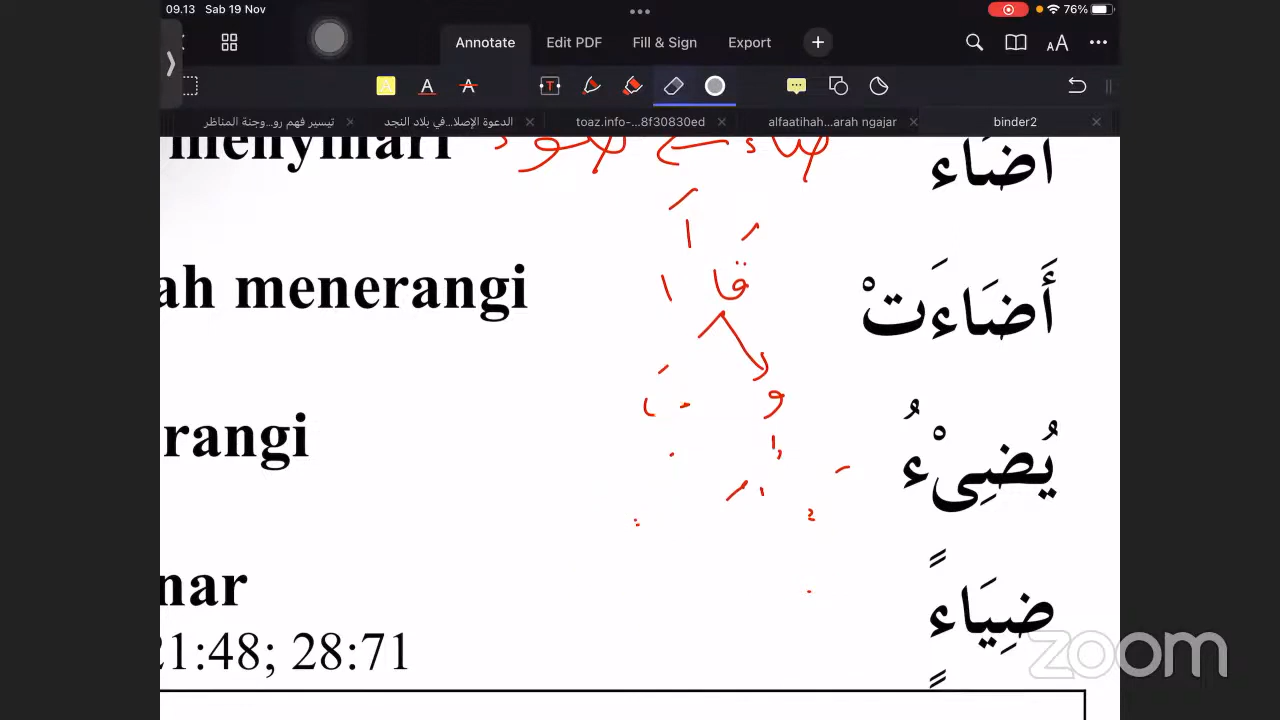 09.13 Sab 19 Nov 76%
Annotate Edit PDF Fill & Sign Export
تيسير فهم رو...وجنة المناظر الدعوة الإصلا...في بلاد النجد toaz.info-...8f30830ed alfaatihah...arah ngajar binder2
menyinari أَضَاءَ
ah menerangi أَضَاءَتْ
rangi يُضِىْءُ
nar ضِيَاءً
21:48; 28:71
zoom